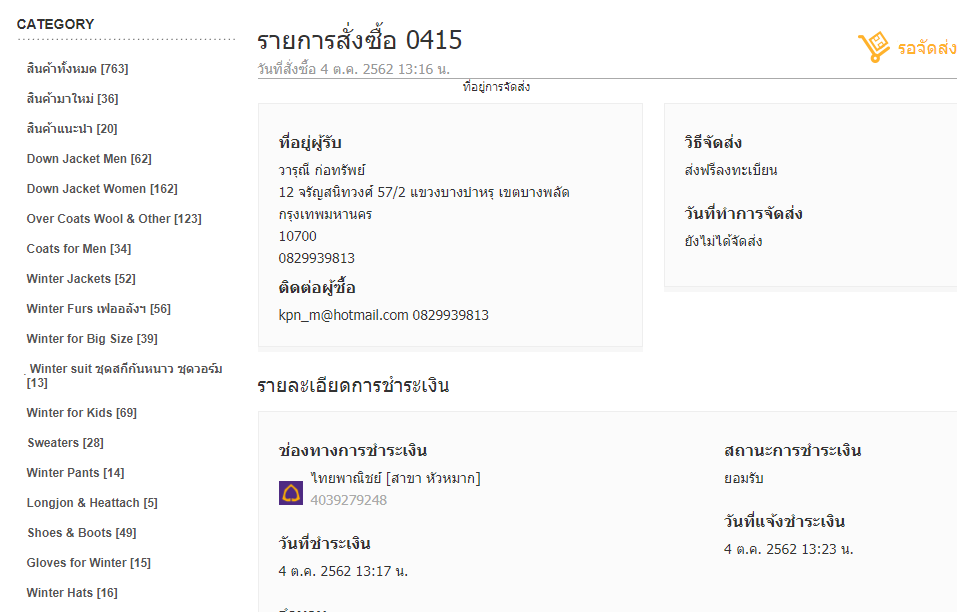 CATEGORY
สินค้าทั้งหมด [763]
สินค้ามาใหม่ [36]
สินค้าแนะนำ [20]
Down Jacket Men [62]
Down Jacket Women [162]
Over Coats Wool & Other [123]
Coats for Men [34]
Winter Jackets [52]
Winter Furs เฟออลังฯ [56]
Winter for Big Size [39]
. Winter suit ชุดสกีกันหนาว ชุดวอร์ม
[13]
Winter for Kids [69]
Sweaters [28]
Winter Pants [14]
Longjon & Heattach [5]
Shoes & Boots [49]
Gloves for Winter [15]
Winter Hats [16]
รายการสั่งซื้อ 0415
วันที่สั่งซื้อ 4 ต.ค. 2562 13:16 น.
รอจัดส่ง
ที่อยู่การจัดส่ง
ที่อยู่ผู้รับ
วารุณี ก่อทรัพย์
12 จรัญสนิทวงศ์ 57/2 แขวงบางบำหรุ เขตบางพลัด
กรุงเทพมหานคร
10700
0829939813
ติดต่อผู้ซื้อ
kpn_m@hotmail.com 0829939813
วิธีจัดส่ง
ส่งฟรีลงทะเบียน
วันที่ทำการจัดส่ง
ยังไม่ได้จัดส่ง
รายละเอียดการชำระเงิน
ช่องทางการชำระเงิน
ไทยพาณิชย์ [สาขา หัวหมาก]
4039279248
วันที่ชำระเงิน
4 ต.ค. 2562 13:17 น.
สถานะการชำระเงิน
ยอมรับ
วันที่แจ้งชำระเงิน
4 ต.ค. 2562 13:23 น.